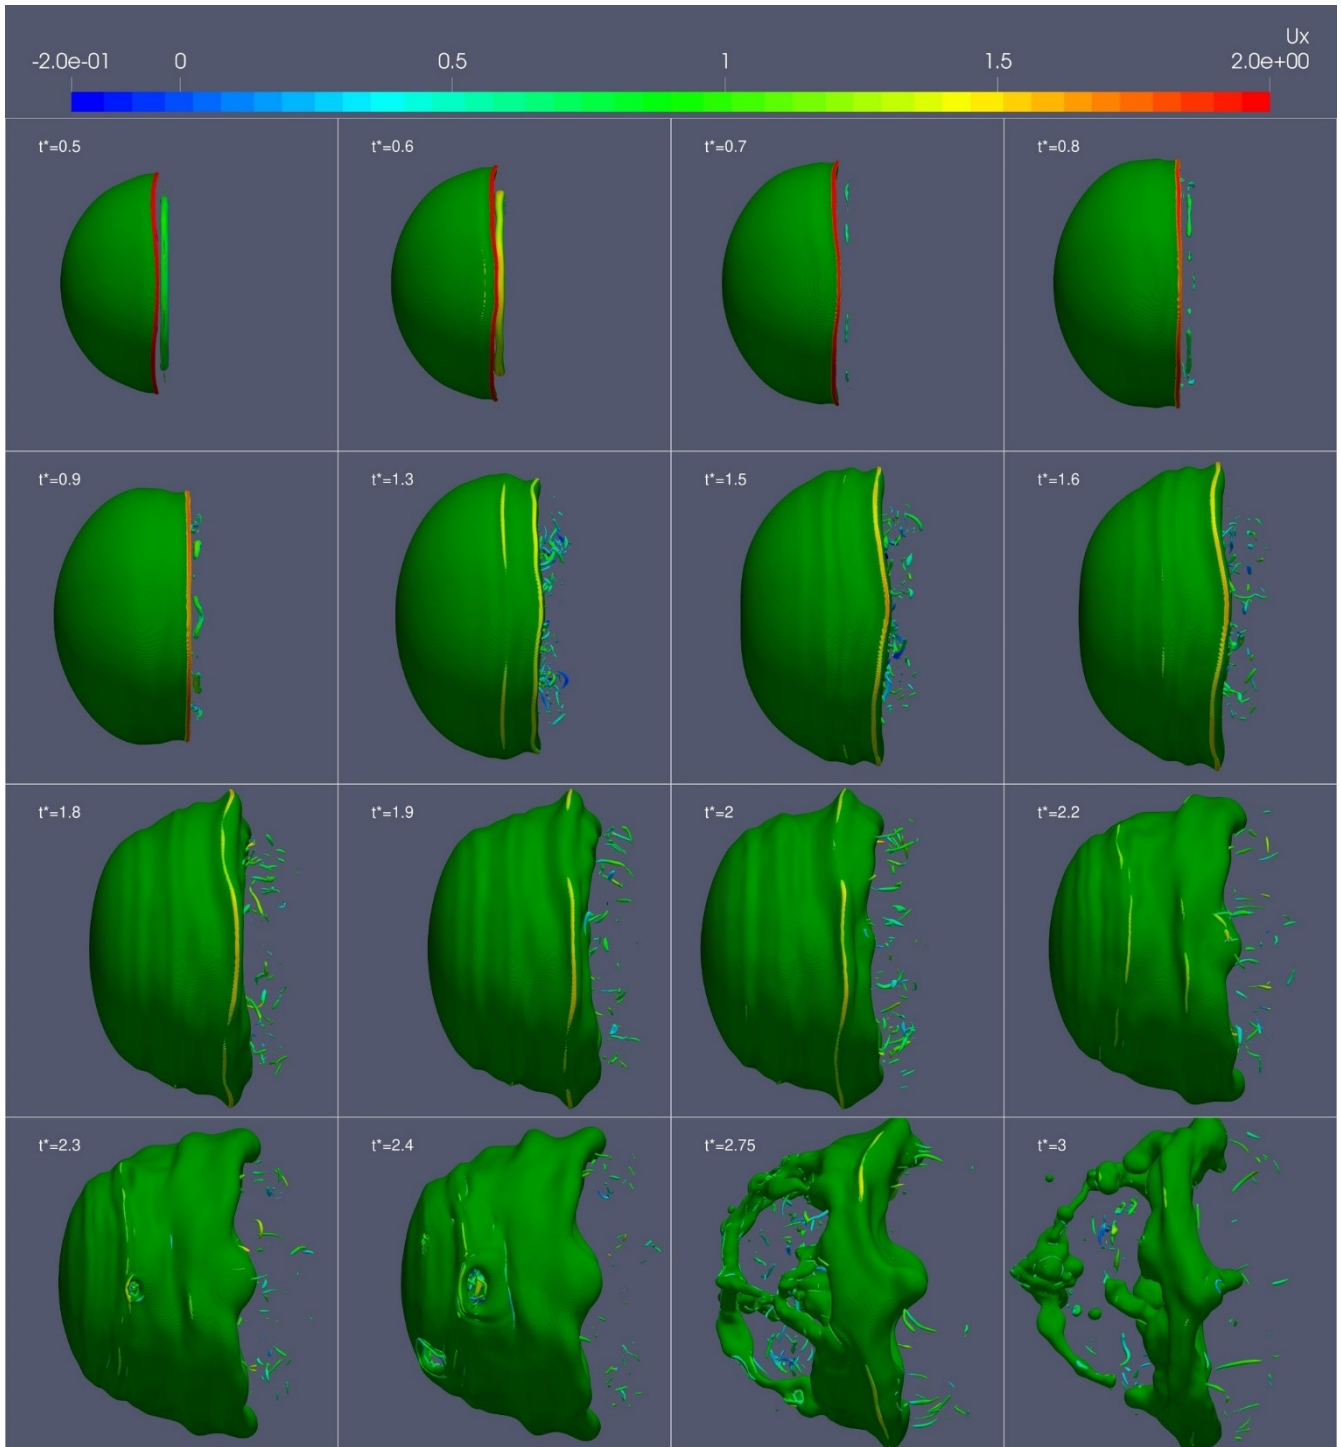 Ux
-2.0e-01 0 0.5 1 1.5 2.0e+00
t*=0.5 t*=0.6 t*=0.7 t*=0.8
t*=0.9 t*=1.3 t*=1.5 t*=1.6
t*=1.8 t*=1.9 t*=2 t*=2.2
t*=2.3 t*=2.4 t*=2.75 t*=3